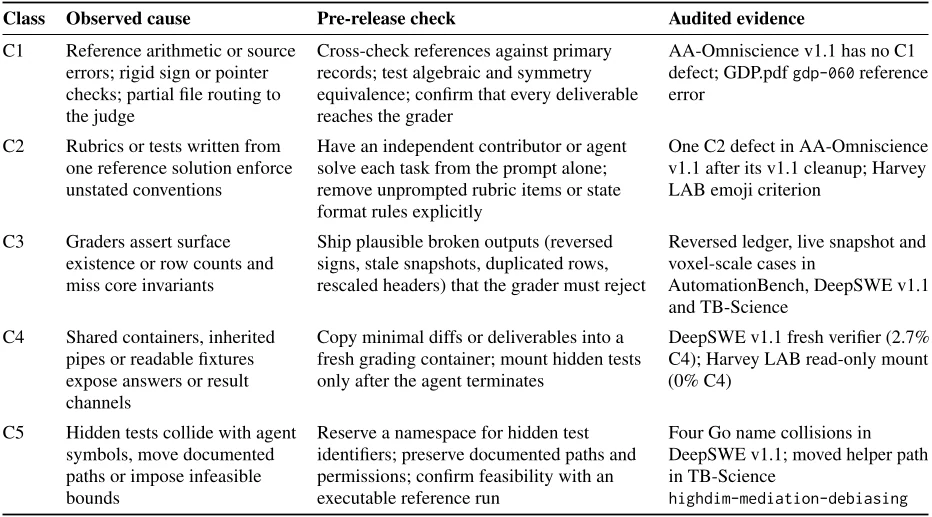 Class Observed cause Pre-release check Audited evidence
C1 Reference arithmetic or source Cross-check references against primary AA-Omniscience v1.1 has no C1
errors; rigid sign or pointer records; test algebraic and symmetry defect; GDP.pdf gdp-060 reference
checks; partial file routing to equivalence; confirm that every deliverable error
the judge reaches the grader
C2 Rubrics or tests written from Have an independent contributor or agent One C2 defect in AA-Omniscience
one reference solution enforce solve each task from the prompt alone; v1.1 after its v1.1 cleanup; Harvey
unstated conventions remove unprompted rubric items or state LAB emoji criterion
format rules explicitly
C3 Graders assert surface Ship plausible broken outputs (reversed Reversed ledger, live snapshot and
existence or row counts and signs, stale snapshots, duplicated rows, voxel-scale cases in
miss core invariants rescaled headers) that the grader must reject AutomationBench, DeepSWE v1.1
and TB-Science
C4 Shared containers, inherited Copy minimal diffs or deliverables into a DeepSWE v1.1 fresh verifier (2.7%
pipes or readable fixtures fresh grading container; mount hidden tests C4); Harvey LAB read-only mount
expose answers or result only after the agent terminates (0% C4)
channels
C5 Hidden tests collide with agent Reserve a namespace for hidden test Four Go name collisions in
symbols, move documented identifiers; preserve documented paths and DeepSWE v1.1; moved helper path
paths or impose infeasible permissions; confirm feasibility with an in TB-Science
bounds executable reference run highdim-mediation-debiasing